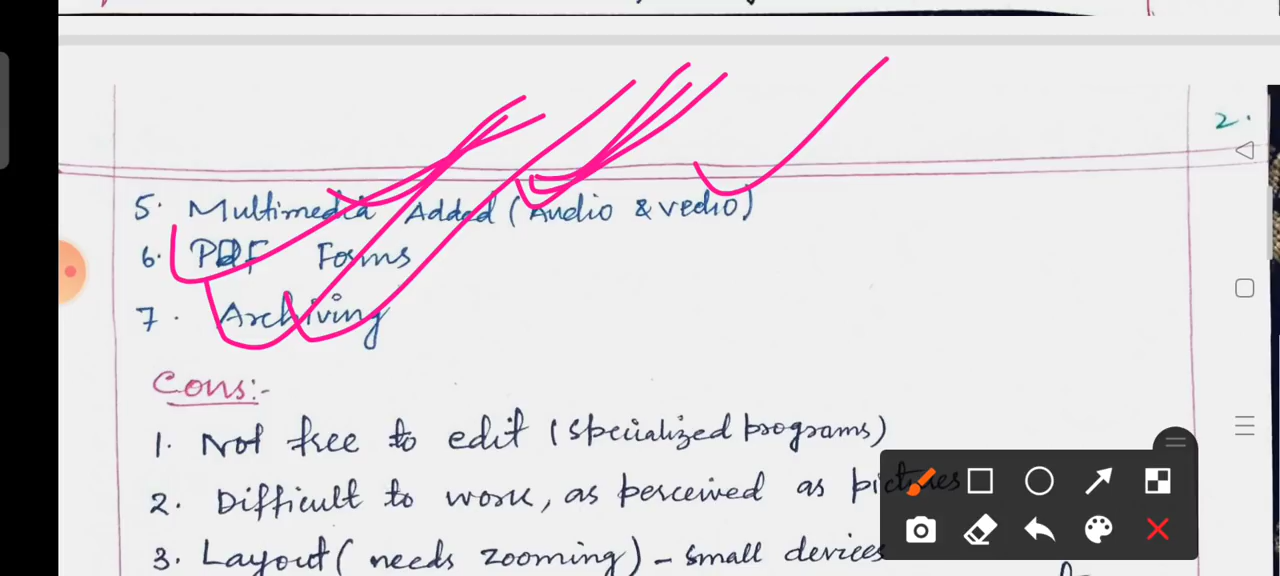 2.
5. Multimedia Added (Audio & vedio)
6. PDF Forms
7. Archiving
Cons:-
1. Not free to edit (specialized programs)
2. Difficult to work, as perceived as pictures
3. Layout ( needs zooming) - small devices